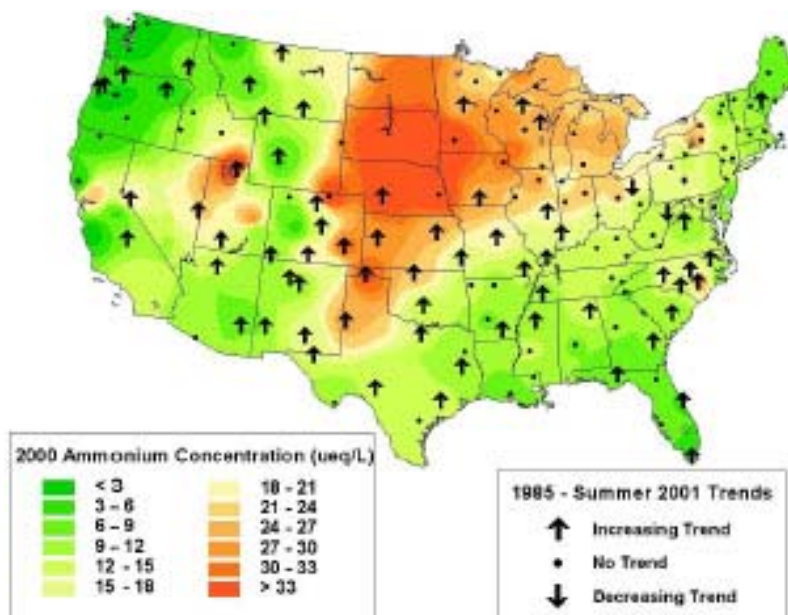 2000 Ammonium Concentration (ueq/L)
< 3
3 - 6
6 - 9
9 - 12
12 - 15
15 - 18
18 - 21
21 - 24
24 - 27
27 - 30
30 - 33
> 33
1985 - Summer 2001 Trends
Increasing Trend
No Trend
Decreasing Trend